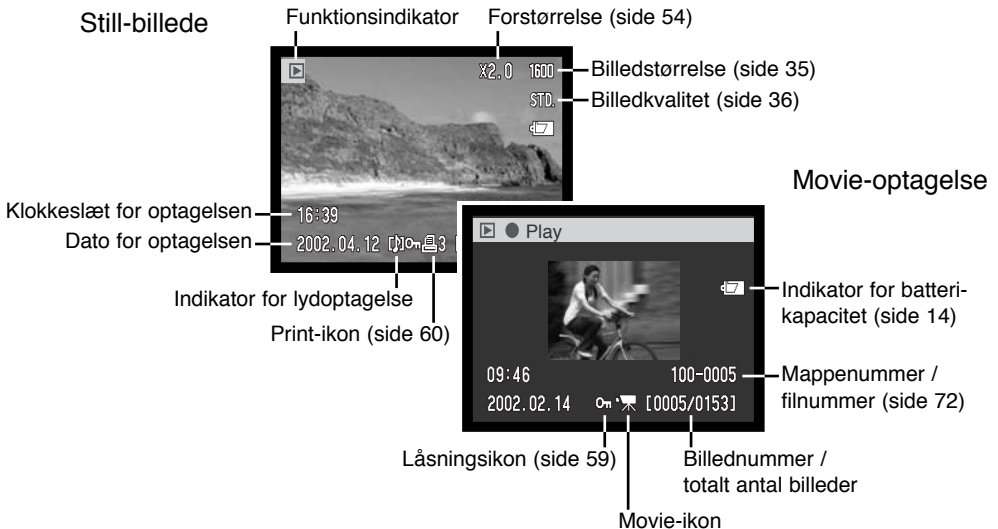 Still-billede
Funktionsindikator
Forstørrelse (side 54)
X2.0 1600
Billedstørrelse (side 35)
STD.
Billedkvalitet (side 36)
Movie-optagelse
Klokkeslæt for optagelsen
16:39
Dato for optagelsen
2002.04.12 3 [
Indikator for lydoptagelse
Print-ikon (side 60)
Play
Indikator for batteri-
kapacitet (side 14)
09:46 100-0005
Mappenummer /
filnummer (side 72)
2002.02.14 [0005/0153]
Låsningsikon (side 59)
Billednummer /
totalt antal billeder
Movie-ikon